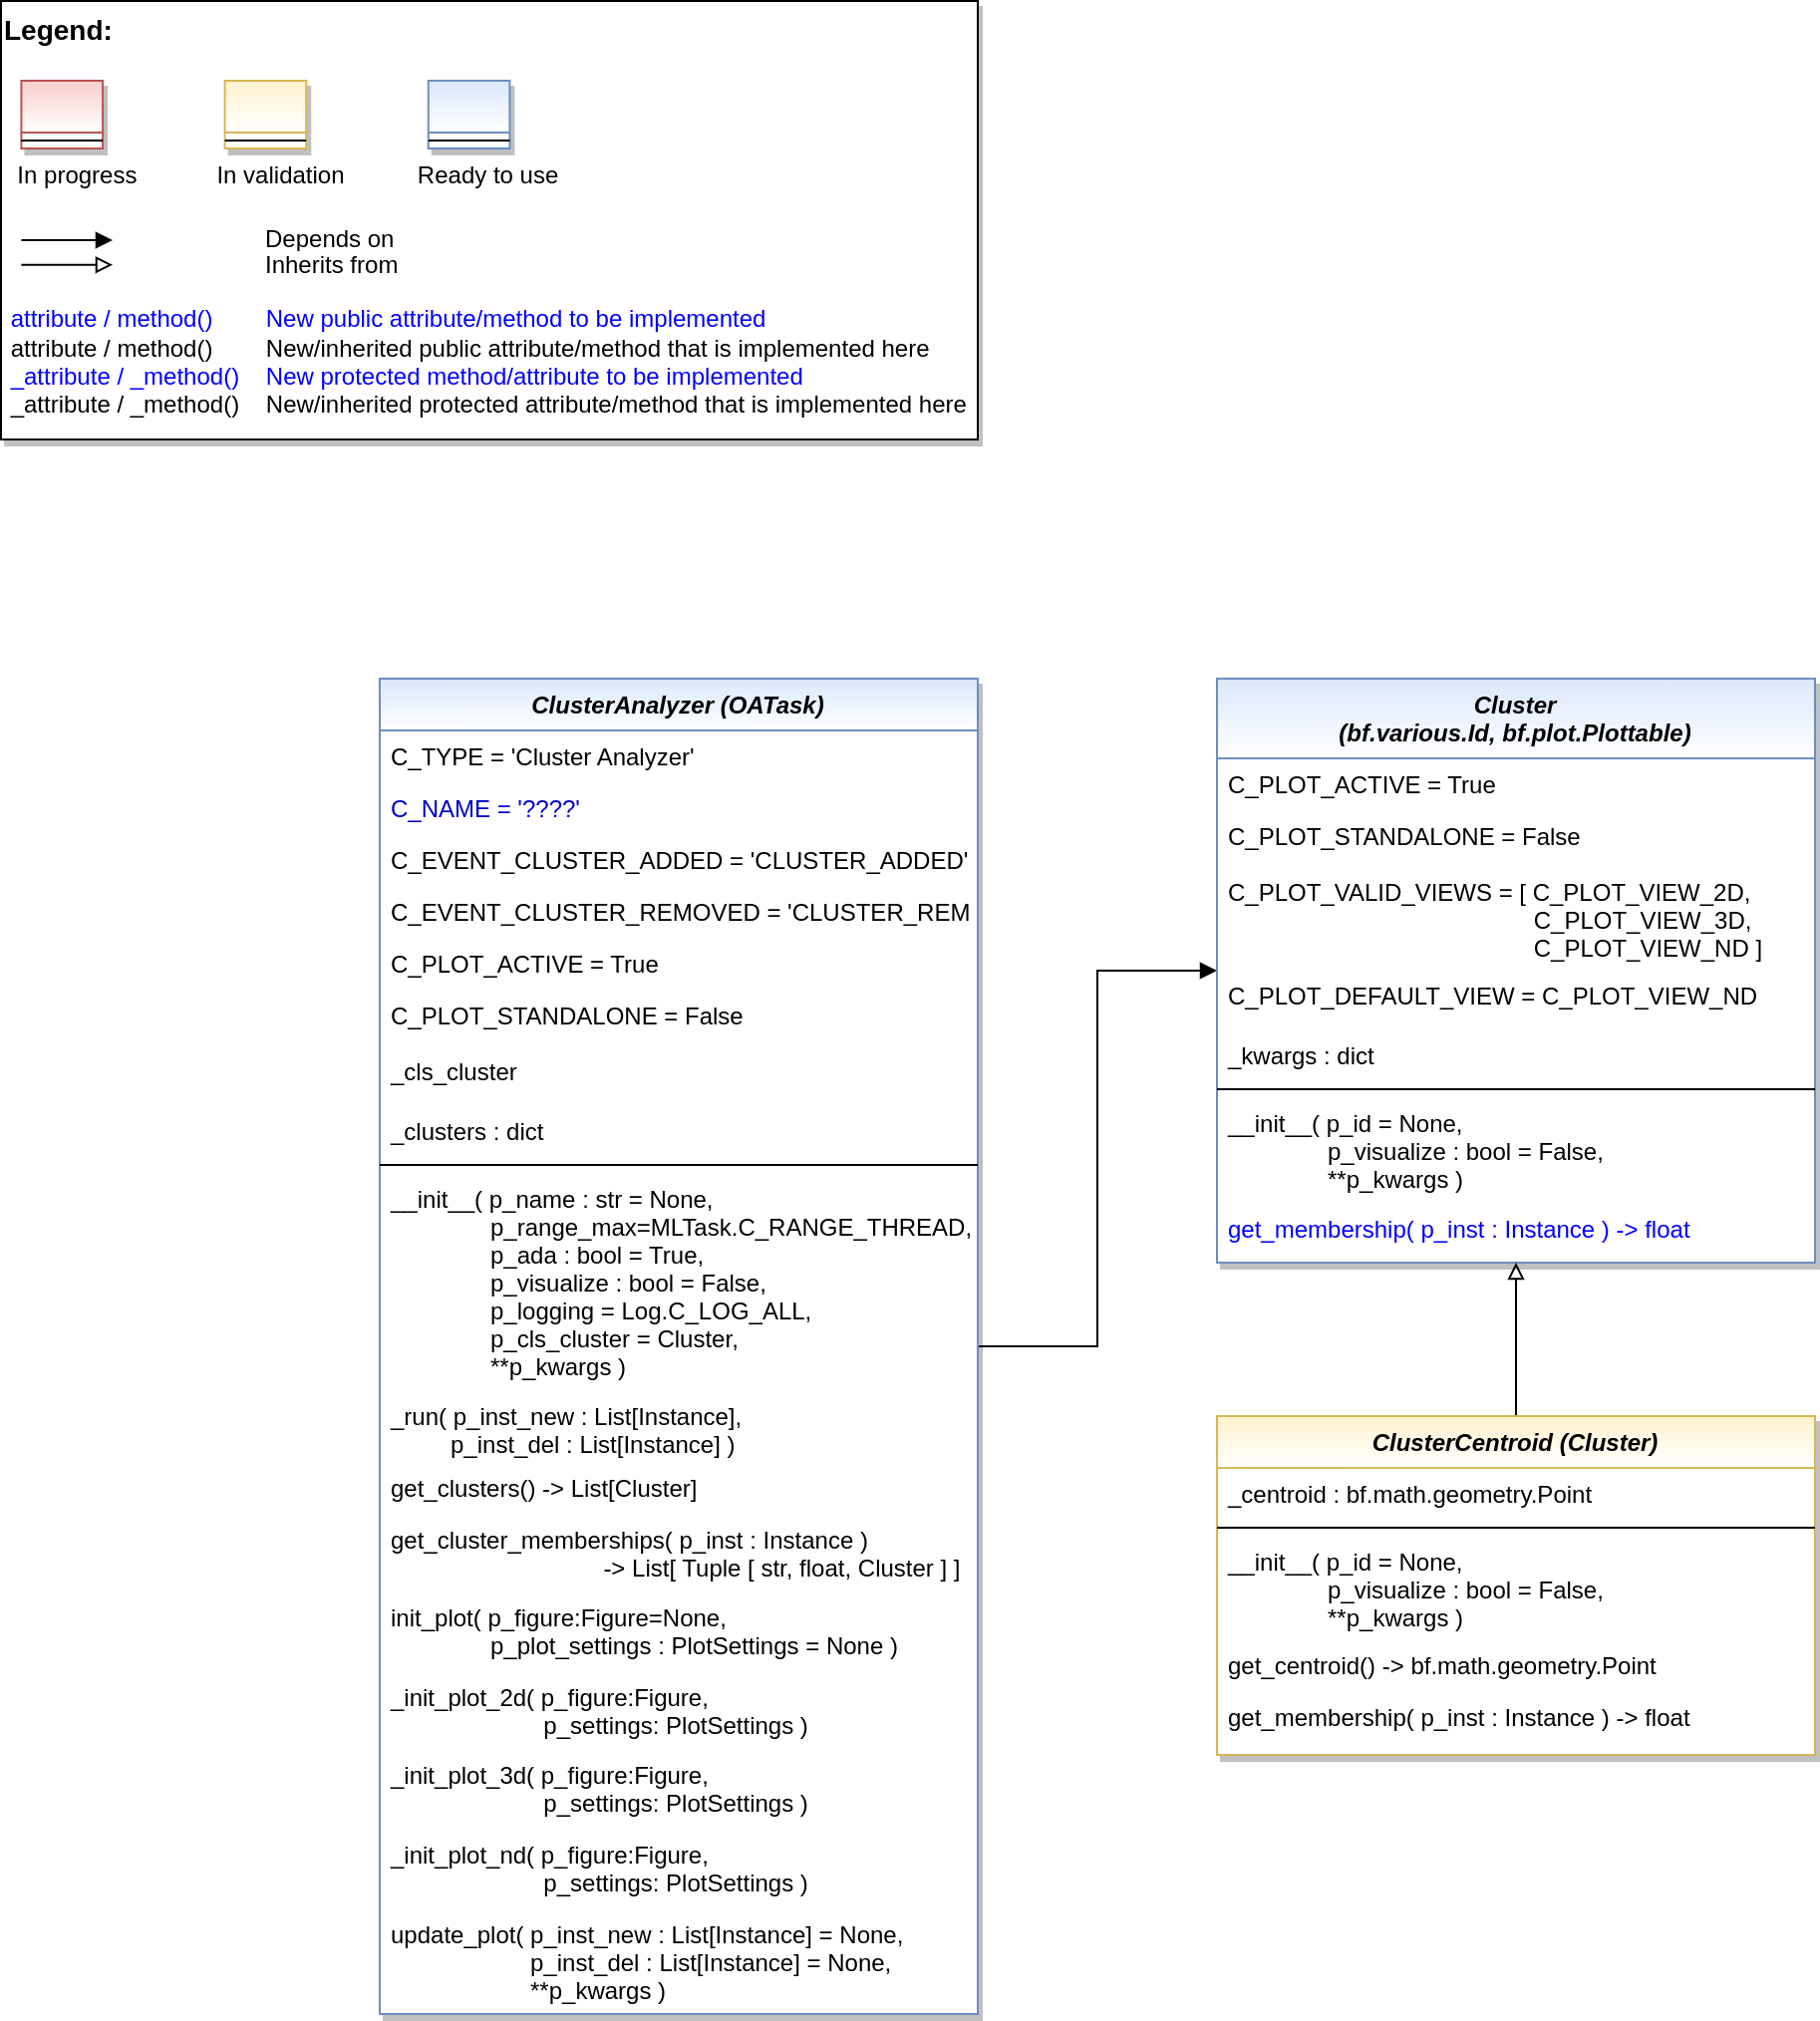 Legend:
In progress
In validation
Ready to use
Depends on
Inherits from
attribute / method() New public attribute/method to be implemented
attribute / method() New/inherited public attribute/method that is implemented here
_attribute / _method() New protected method/attribute to be implemented
_attribute / _method() New/inherited protected attribute/method that is implemented here
ClusterAnalyzer (OATask)
C_TYPE = 'Cluster Analyzer'
C_NAME = '????'
C_EVENT_CLUSTER_ADDED = 'CLUSTER_ADDED'
C_EVENT_CLUSTER_REMOVED = 'CLUSTER_REM
C_PLOT_ACTIVE = True
C_PLOT_STANDALONE = False
_cls_cluster
_clusters : dict
__init__( p_name : str = None,
p_range_max=MLTask.C_RANGE_THREAD,
p_ada : bool = True,
p_visualize : bool = False,
p_logging = Log.C_LOG_ALL,
p_cls_cluster = Cluster,
**p_kwargs )
_run( p_inst_new : List[Instance],
p_inst_del : List[Instance] )
get_clusters() -> List[Cluster]
get_cluster_memberships( p_inst : Instance )
-> List[ Tuple [ str, float, Cluster ] ]
init_plot( p_figure:Figure=None,
p_plot_settings : PlotSettings = None )
_init_plot_2d( p_figure:Figure,
p_settings: PlotSettings )
_init_plot_3d( p_figure:Figure,
p_settings: PlotSettings )
_init_plot_nd( p_figure:Figure,
p_settings: PlotSettings )
update_plot( p_inst_new : List[Instance] = None,
p_inst_del : List[Instance] = None,
**p_kwargs )
Cluster
(bf.various.Id, bf.plot.Plottable)
C_PLOT_ACTIVE = True
C_PLOT_STANDALONE = False
C_PLOT_VALID_VIEWS = [ C_PLOT_VIEW_2D,
C_PLOT_VIEW_3D,
C_PLOT_VIEW_ND ]
C_PLOT_DEFAULT_VIEW = C_PLOT_VIEW_ND
_kwargs : dict
__init__( p_id = None,
p_visualize : bool = False,
**p_kwargs )
get_membership( p_inst : Instance ) -> float
ClusterCentroid (Cluster)
_centroid : bf.math.geometry.Point
__init__( p_id = None,
p_visualize : bool = False,
**p_kwargs )
get_centroid() -> bf.math.geometry.Point
get_membership( p_inst : Instance ) -> float